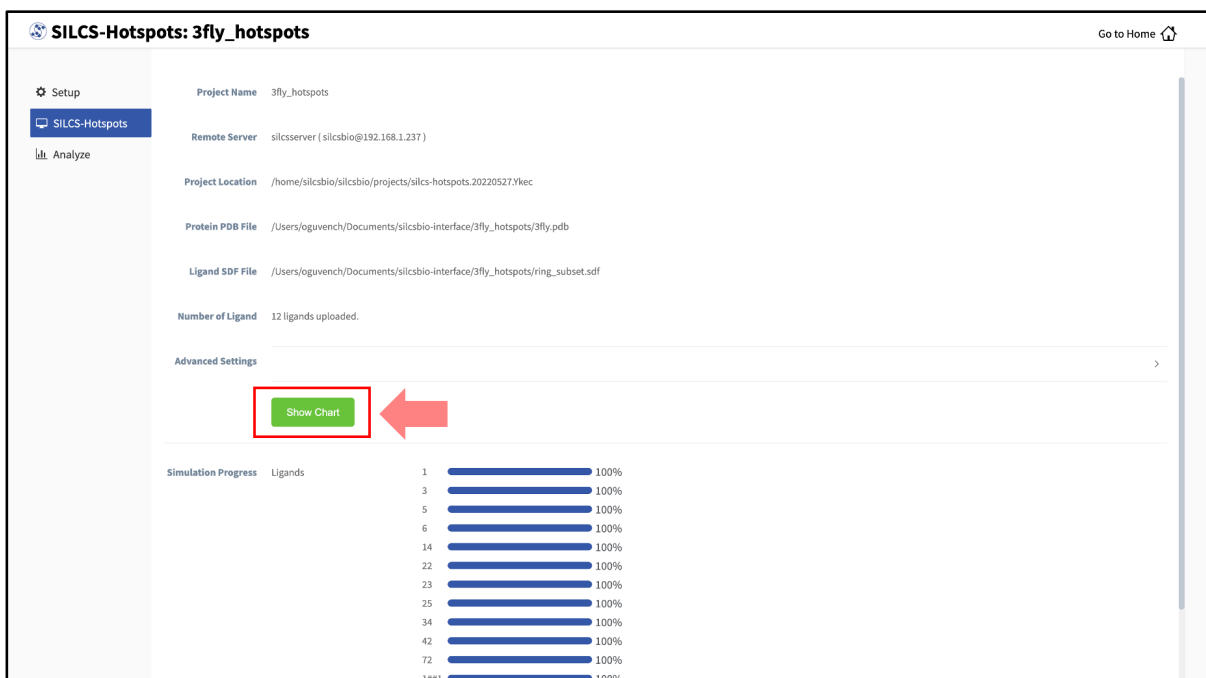 SILCS-Hotspots: 3fly_hotspots
Go to Home
Setup
SILCS-Hotspots
Analyze
Project Name 3fly_hotspots
Remote Server silcsserver ( silcsbio@192.168.1.237 )
Project Location /home/silcsbio/silcsbio/projects/silcs-hotspots.20220527.Ykec
Protein PDB File /Users/oguvench/Documents/silcsbio-interface/3fly_hotspots/3fly.pdb
Ligand SDF File /Users/oguvench/Documents/silcsbio-interface/3fly_hotspots/ring_subset.sdf
Number of Ligand 12 ligands uploaded.
Advanced Settings
Show Chart
Simulation Progress Ligands 1 100%
3 100%
5 100%
6 100%
14 100%
22 100%
23 100%
25 100%
34 100%
42 100%
72 100%
100%